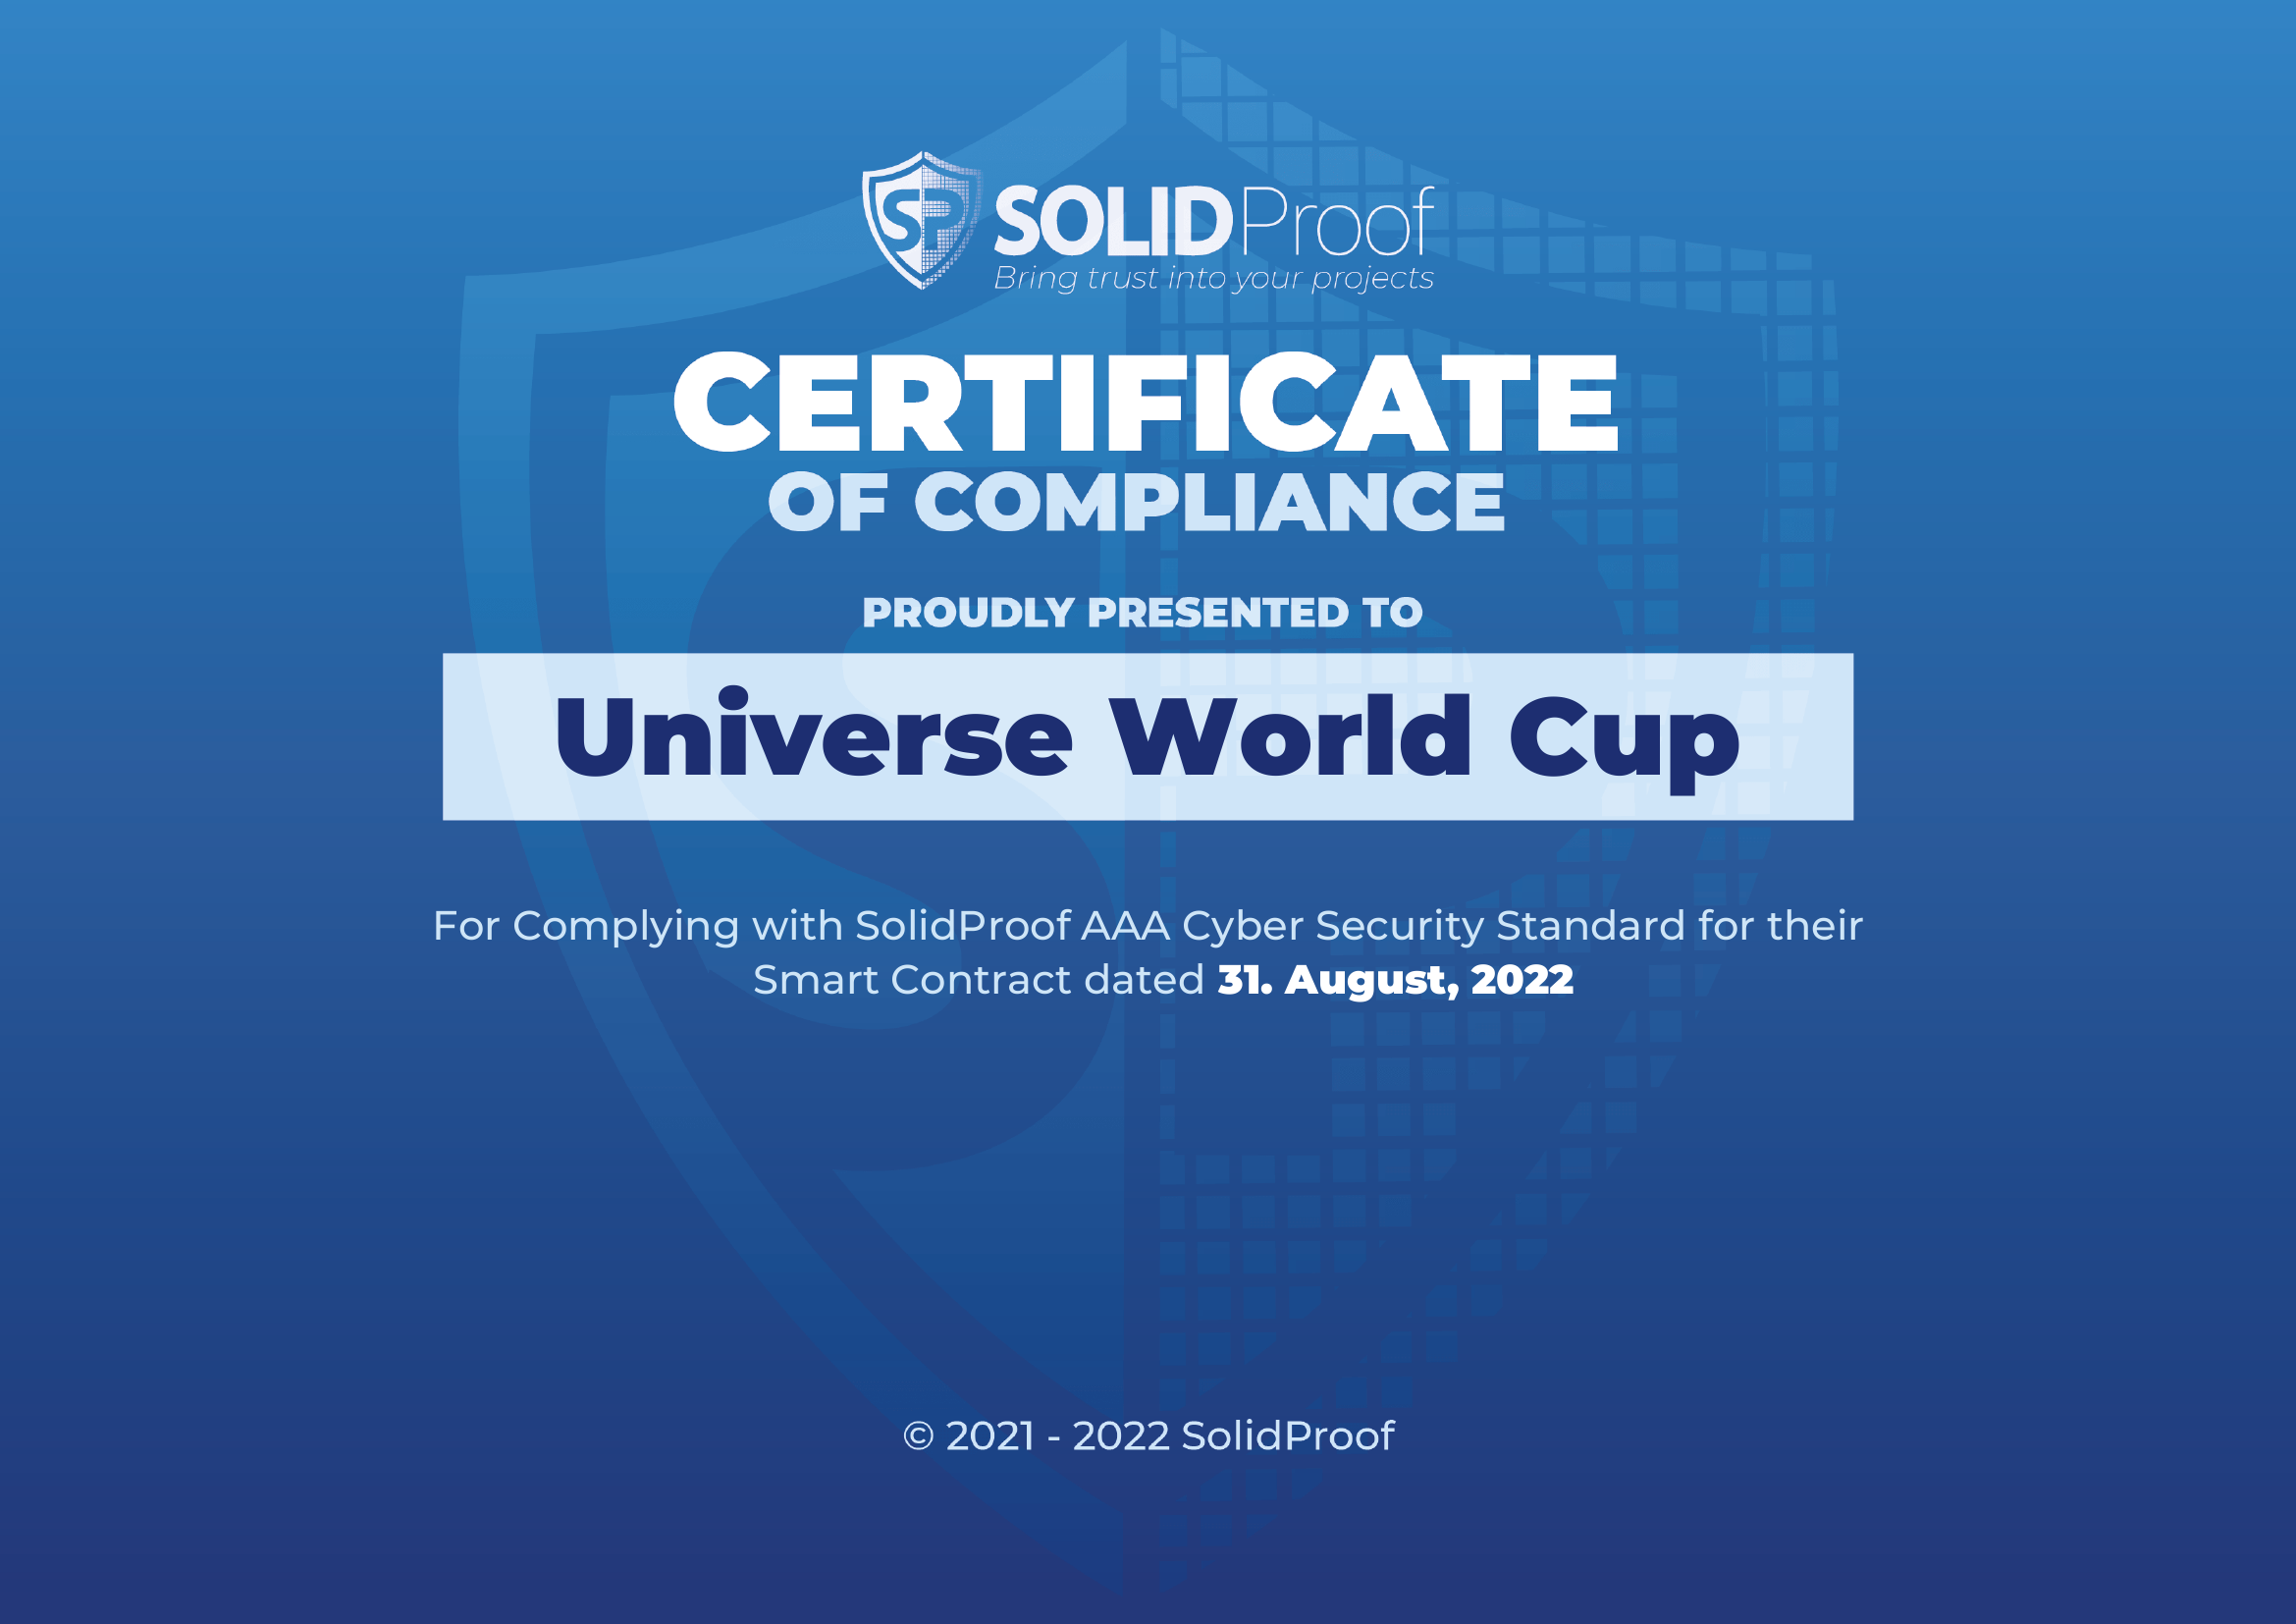 SP SOLIDProof
Bring trust into your projects
CERTIFICATE
OF COMPLIANCE
PROUDLY PRESENTED TO
Universe World Cup
For Complying with SolidProof AAA Cyber Security Standard for their
Smart Contract dated 31. August, 2022
© 2021 - 2022 SolidProof